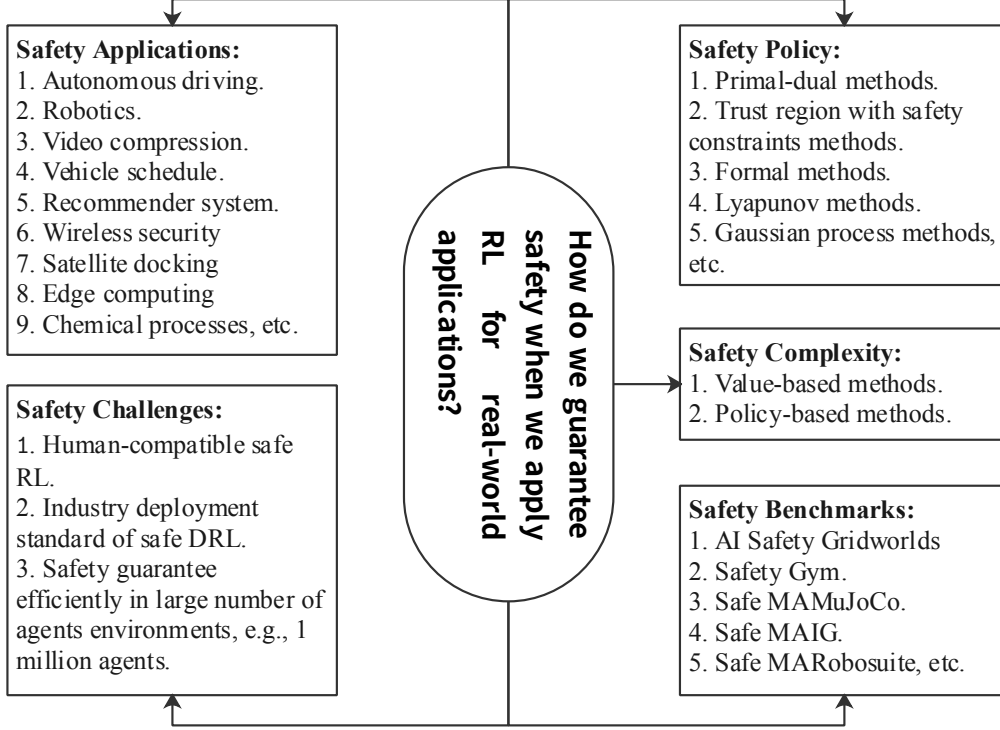 Safety Applications:
1. Autonomous driving.
2. Robotics.
3. Video compression.
4. Vehicle schedule.
5. Recommender system.
6. Wireless security
7. Satellite docking
8. Edge computing
9. Chemical processes, etc.
Safety Challenges:
1. Human-compatible safe
RL.
2. Industry deployment
standard of safe DRL.
3. Safety guarantee
efficiently in large number of
agents environments, e.g., 1
million agents.
How do we guarantee
safety when we apply
RL for real-world
applications?
Safety Policy:
1. Primal-dual methods.
2. Trust region with safety
constraints methods.
3. Formal methods.
4. Lyapunov methods.
5. Gaussian process methods,
etc.
Safety Complexity:
1. Value-based methods.
2. Policy-based methods.
Safety Benchmarks:
1. AI Safety Gridworlds
2. Safety Gym.
3. Safe MAMuJoCo.
4. Safe MAIG.
5. Safe MARobosuite, etc.